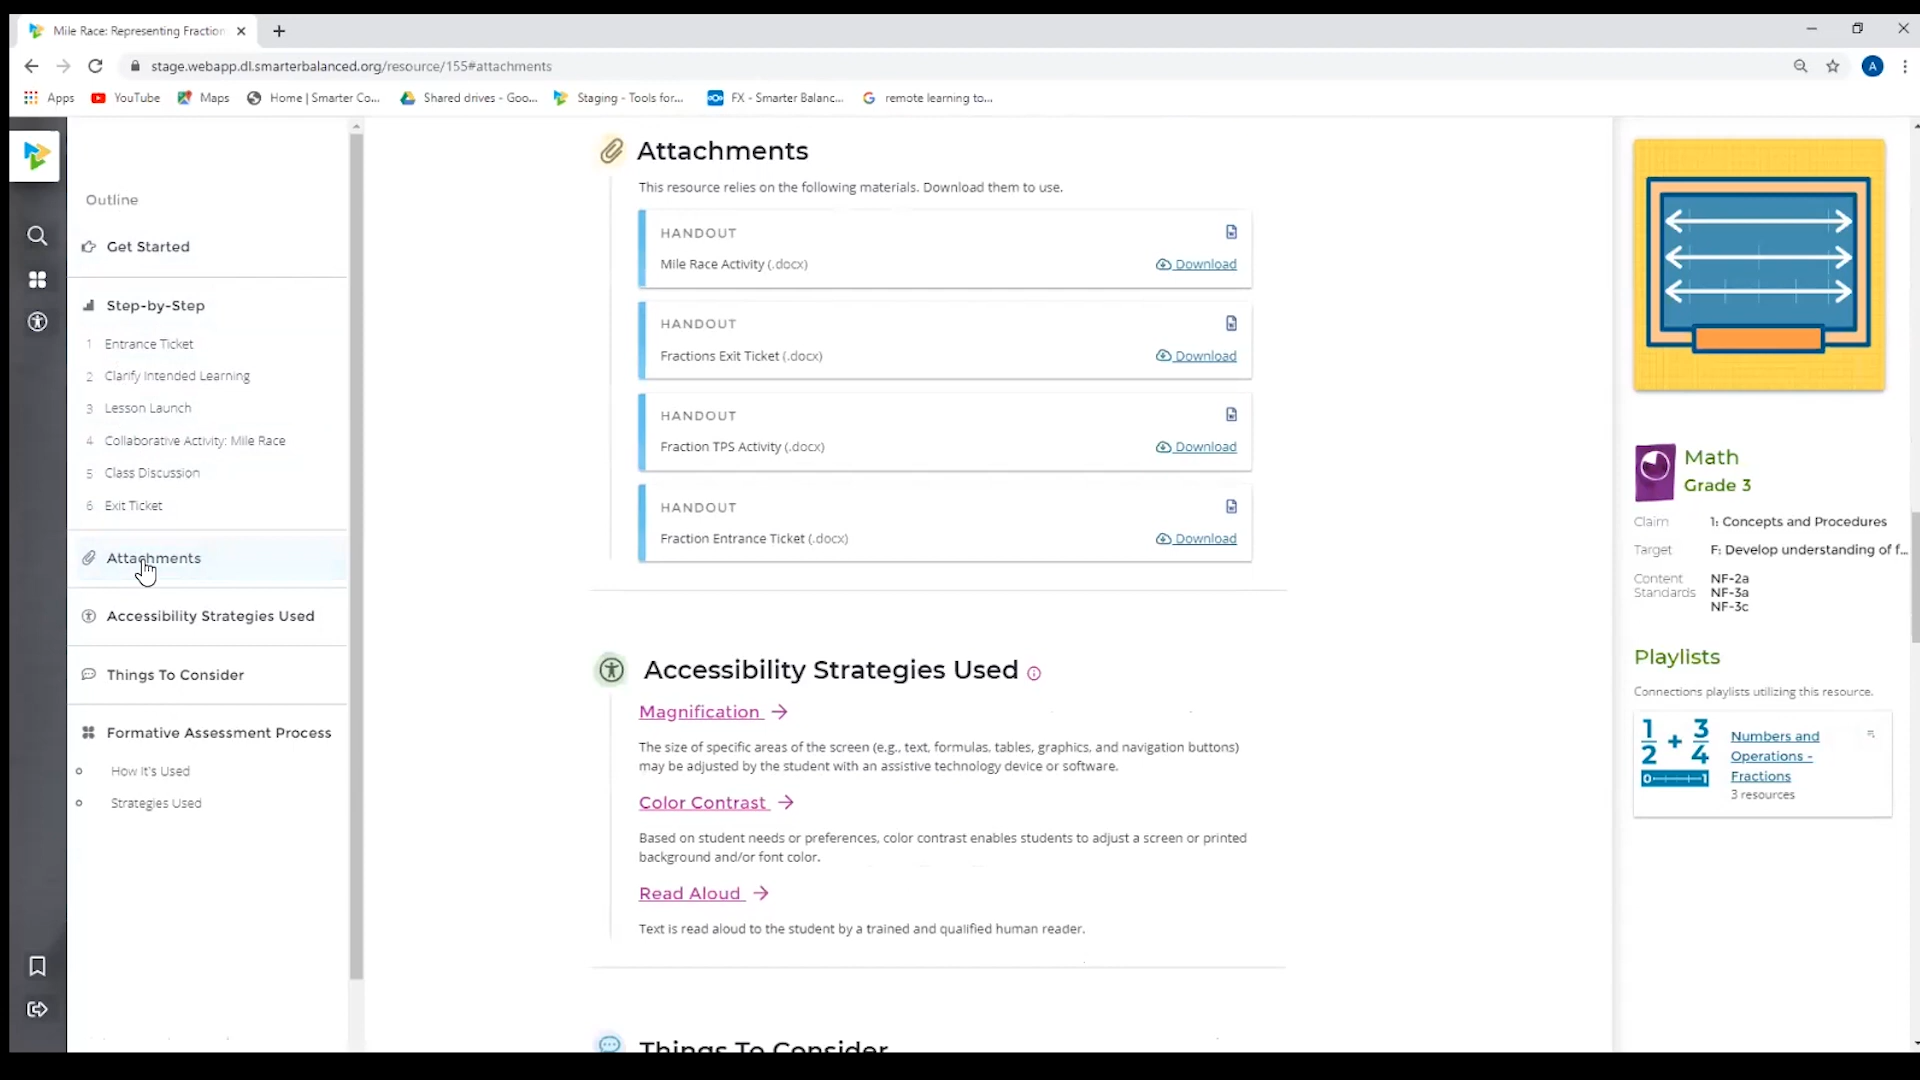 Mile Race: Representing Fraction
stage.webapp.dl.smarterbalanced.org/resource/155#attachments
A
Apps
YouTube
Maps
Home | Smarter Co...
Shared drives - Goo...
Staging - Tools for...
FX - Smarter Balanc...
remote learning to...
Outline
Get Started
Step-by-Step
1 Entrance Ticket
2 Clarify Intended Learning
3 Lesson Launch
4 Collaborative Activity: Mile Race
5 Class Discussion
6 Exit Ticket
Attachments
Accessibility Strategies Used
Things To Consider
Formative Assessment Process
How It's Used
Strategies Used
Attachments
This resource relies on the following materials. Download them to use.
HANDOUT
Mile Race Activity (.docx)
Download
HANDOUT
Fractions Exit Ticket (.docx)
Download
HANDOUT
Fraction TPS Activity (.docx)
Download
HANDOUT
Fraction Entrance Ticket (.docx)
Download
Accessibility Strategies Used
Magnification
The size of specific areas of the screen (e.g., text, formulas, tables, graphics, and navigation buttons)
may be adjusted by the student with an assistive technology device or software.
Color Contrast
Based on student needs or preferences, color contrast enables students to adjust a screen or printed
background and/or font color.
Read Aloud
Text is read aloud to the student by a trained and qualified human reader.
Things To Consider
Math
Grade 3
Claim 1: Concepts and Procedures
Target F: Develop understanding of f...
Content Standards NF-2a
NF-3a
NF-3c
Playlists
Connections playlists utilizing this resource.
1/2 + 3/4
0 1
Numbers and
Operations -
Fractions
3 resources